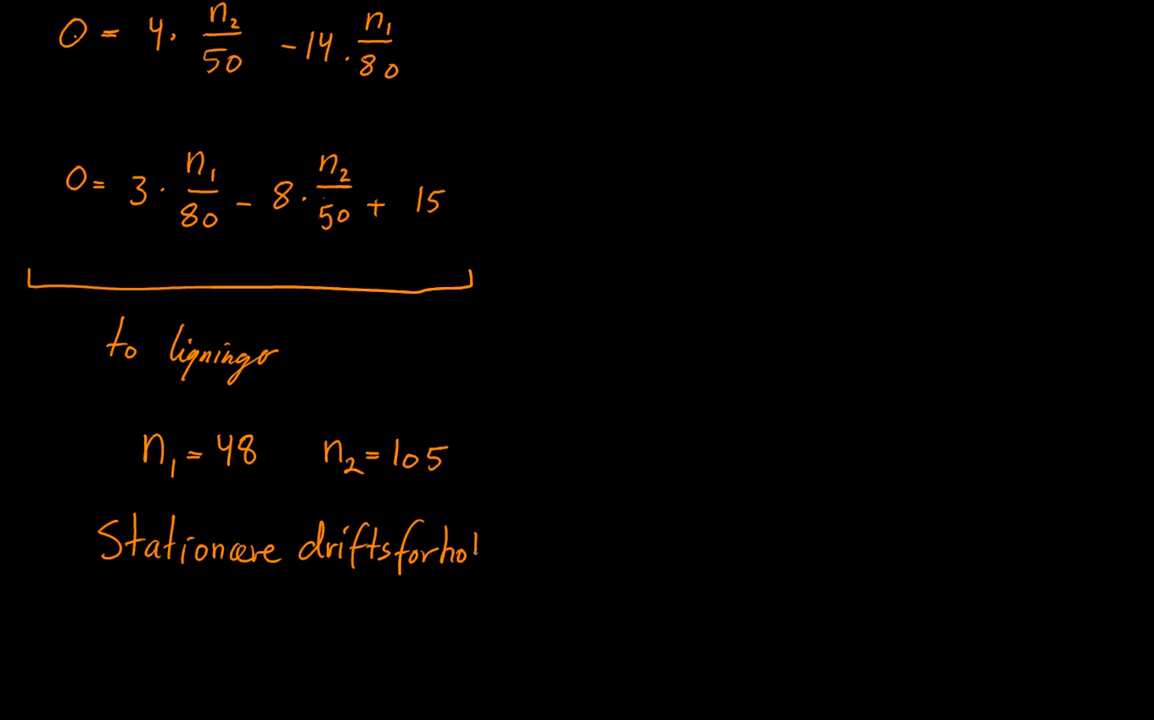 0 = 4 · n₂/50 - 14 · n₁/80
0 = 3 · n₁/80 - 8 · n₂/50 + 15
to ligninger
n₁ = 48 n₂ = 105
Stationære driftsforhol